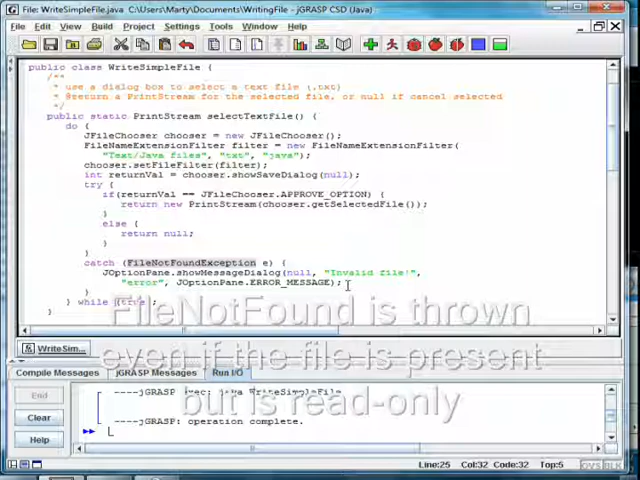 File: WriteSimpleFile.java C:\Users\Marty\Documents\WritingFile - jGRASP CSD (Java)
File Edit View Build Project Settings Tools Window Help
public class WriteSimpleFile {
/**
* use a dialog box to select a text file (.txt)
* @return a PrintStream for the selected file, or null if cancel selected
*/
public static PrintStream selectTextFile() {
do {
JFileChooser chooser = new JFileChooser();
FileNameExtensionFilter filter = new FileNameExtensionFilter(
"Text/Java files", "txt", "java");
chooser.setFileFilter(filter);
int returnVal = chooser.showSaveDialog(null);
try {
if(returnVal == JFileChooser.APPROVE_OPTION) {
return new PrintStream(chooser.getSelectedFile());
}
else {
return null;
}
}
catch (FileNotFoundException e) {
JOptionPane.showMessageDialog(null, "Invalid file!",
"error", JOptionPane.ERROR_MESSAGE);
}
} while (true);
}
FileNotFound is thrown
even if the file is present
but is read-only
WriteSim...
Compile Messages jGRASP Messages Run I/O
End
Clear
Help
----jGRASP exec: java WriteSimpleFile
----jGRASP: operation complete.
Line:25 Col:32 Code:32 Top:5 OVS BLK